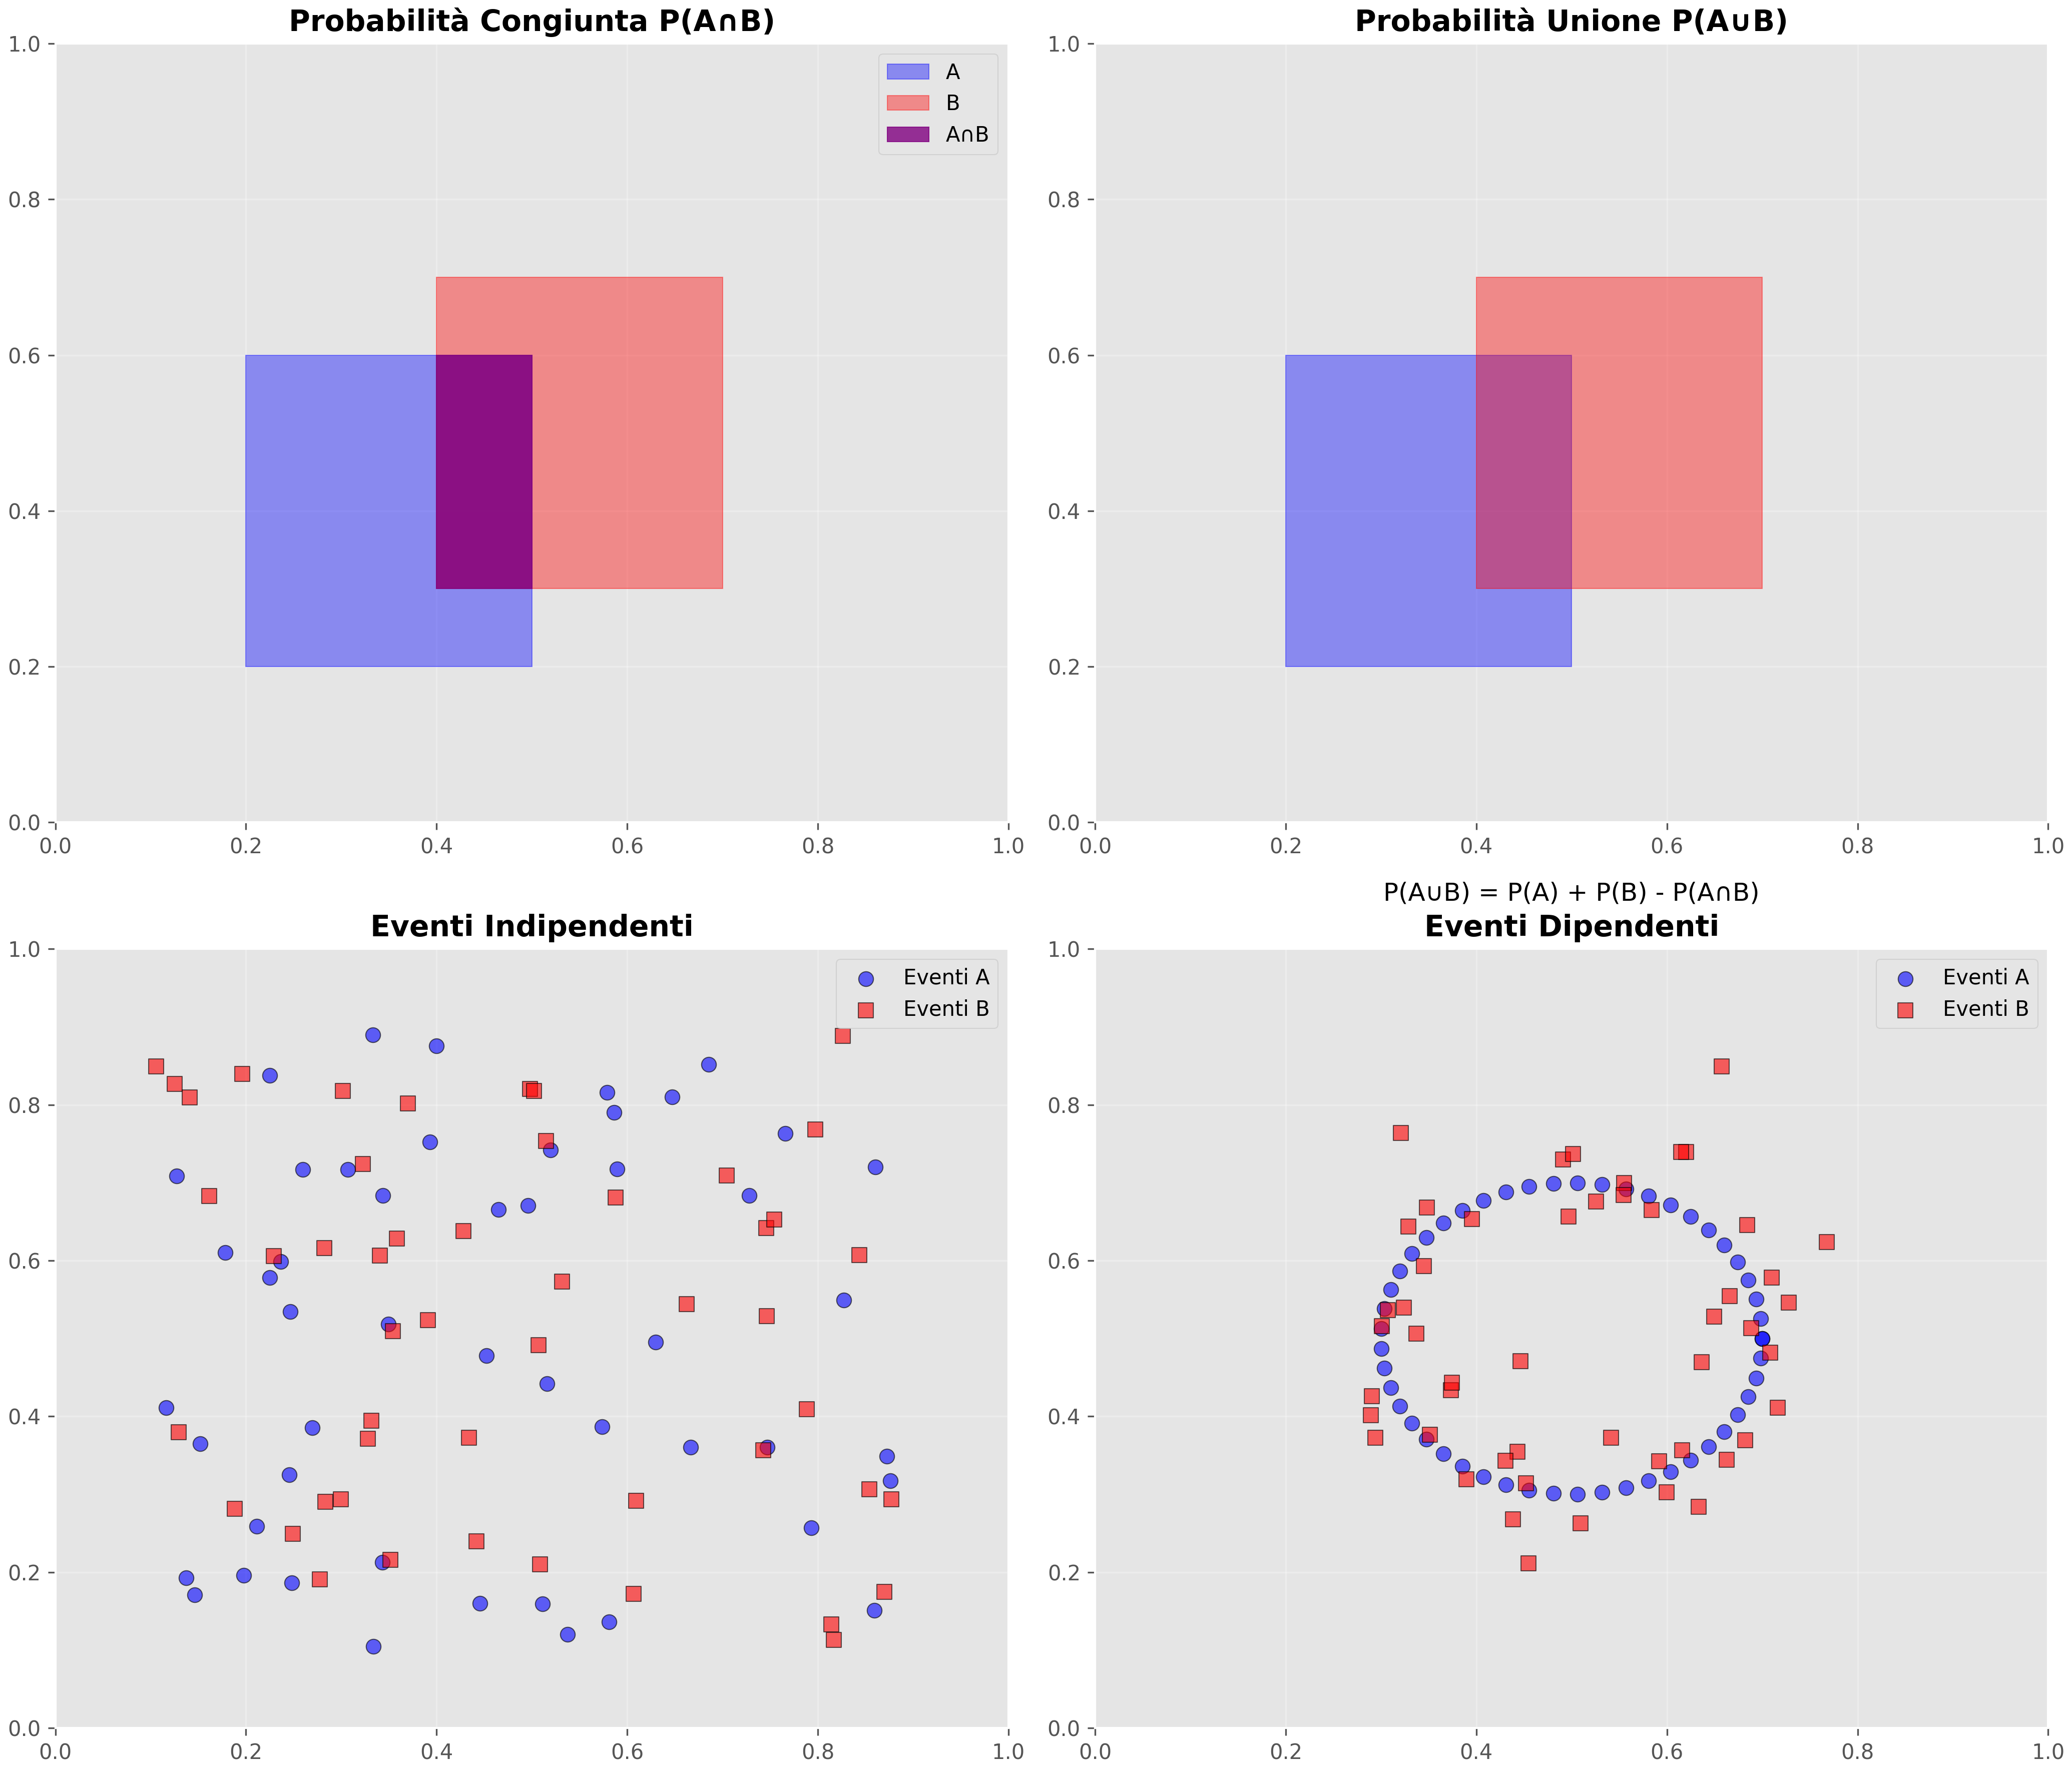 Probabilità Congiunta P(A∩B)
1.0
0.8
0.6
0.4
0.2
0.0
0.0 0.2 0.4 0.6 0.8 1.0
A
B
A∩B
Probabilità Unione P(A∪B)
1.0
0.8
0.6
0.4
0.2
0.0
0.0 0.2 0.4 0.6 0.8 1.0
P(A∪B) = P(A) + P(B) - P(A∩B)
Eventi Indipendenti
1.0
0.8
0.6
0.4
0.2
0.0
0.0 0.2 0.4 0.6 0.8 1.0
Eventi A
Eventi B
Eventi Dipendenti
1.0
0.8
0.6
0.4
0.2
0.0
0.0 0.2 0.4 0.6 0.8 1.0
Eventi A
Eventi B